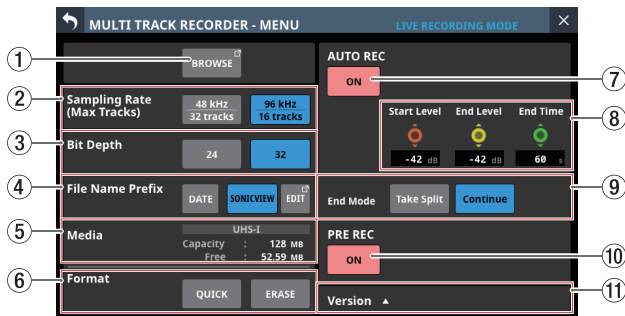 MULTI TRACK RECORDER - MENU
LIVE RECORDING MODE
①
BROWSE
②
Sampling Rate
(Max Tracks)
48 kHz
32 tracks
96 kHz
16 tracks
③
Bit Depth
24
32
④
File Name Prefix
DATE
SONICVIEW
EDIT
⑤
Media
UHS-I
Capacity : 128 MB
Free : 52.59 MB
⑥
Format
QUICK
ERASE
AUTO REC
ON
⑦
Start Level End Level End Time
-42 dB -42 dB 60 s
⑧
End Mode
Take Split
Continue
⑨
PRE REC
ON
⑩
Version ▲
⑪